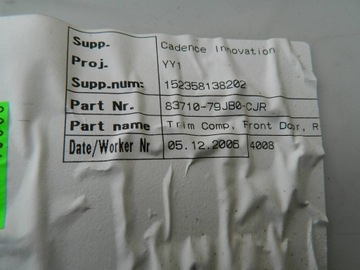 Supp. Cadence Innovation
Proj. YY1
Supp.num: 152358138202
Part Nr. 83710-79JB0-CJR
Part name Trim Comp, Front Door, R
Date/Worker Nr 05.12.2006 4008